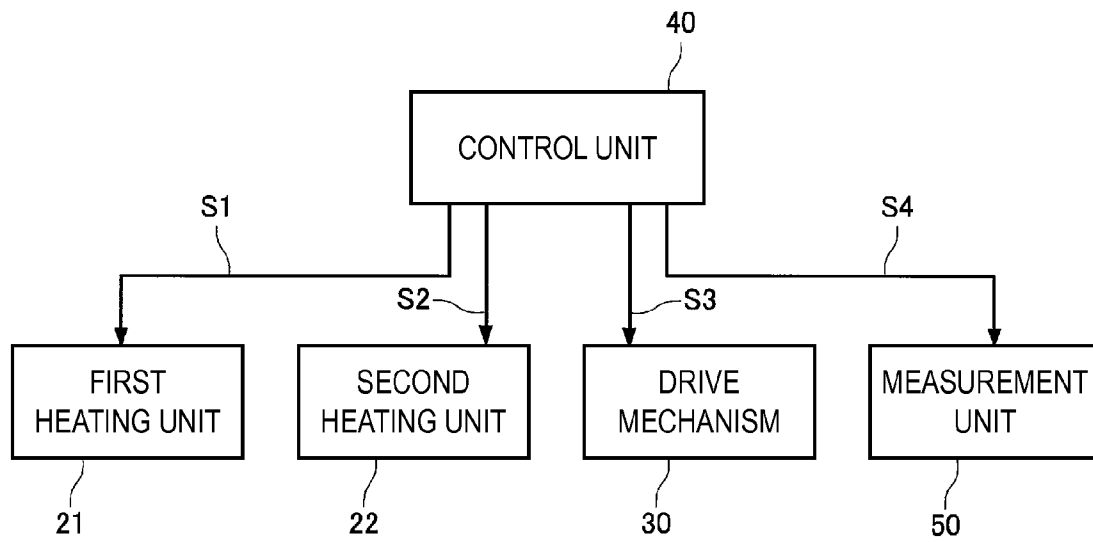 40
CONTROL UNIT
S1
S4
S2
S3
FIRST
HEATING UNIT
SECOND
HEATING UNIT
DRIVE
MECHANISM
MEASUREMENT
UNIT
21
22
30
50